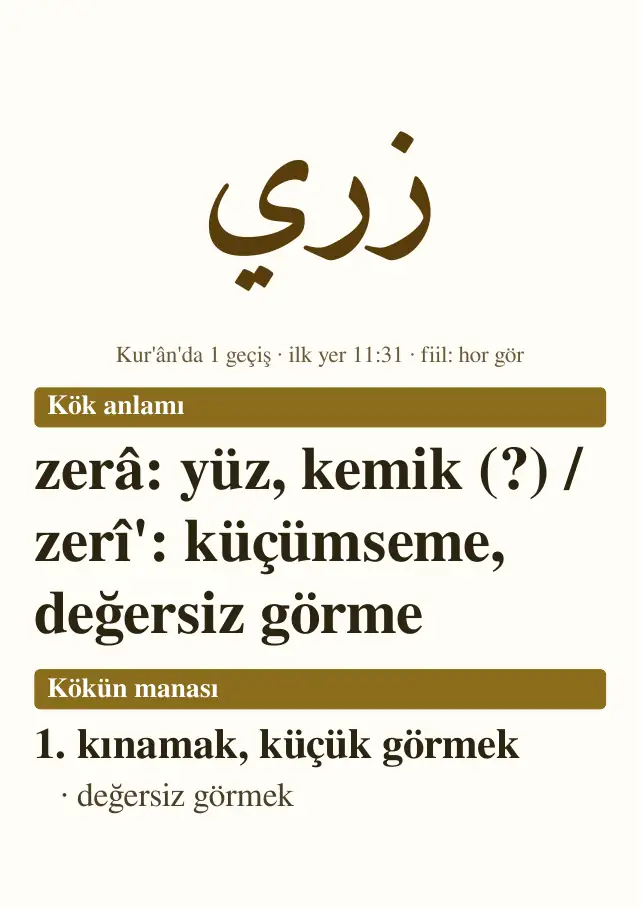 زري
Kur'ân'da 1 geçiş · ilk yer 11:31 · fiil: hor gör
Kök anlamı
zerâ: yüz, kemik (?) /
zerî': küçümseme,
değersiz görme
Kökün manası
1. kınamak, küçük görmek
· değersiz görmek